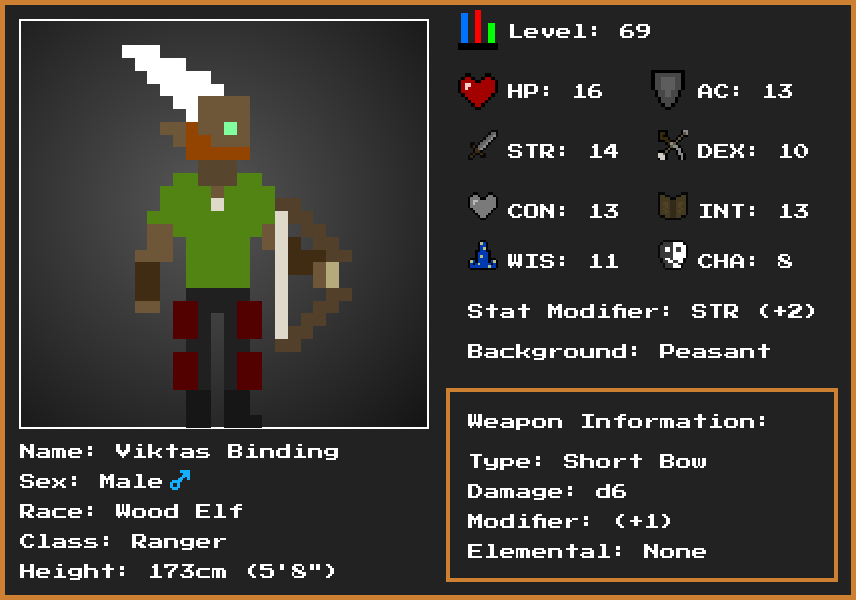 Level: 69
HP: 16
AC: 13
STR: 14
DEX: 10
CON: 13
INT: 13
WIS: 11
CHA: 8
Stat Modifier: STR (+2)
Background: Peasant
Weapon Information:
Type: Short Bow
Damage: d6
Modifier: (+1)
Elemental: None
Name: Viktas Binding
Sex: Male♂
Race: Wood Elf
Class: Ranger
Height: 173cm (5'8")